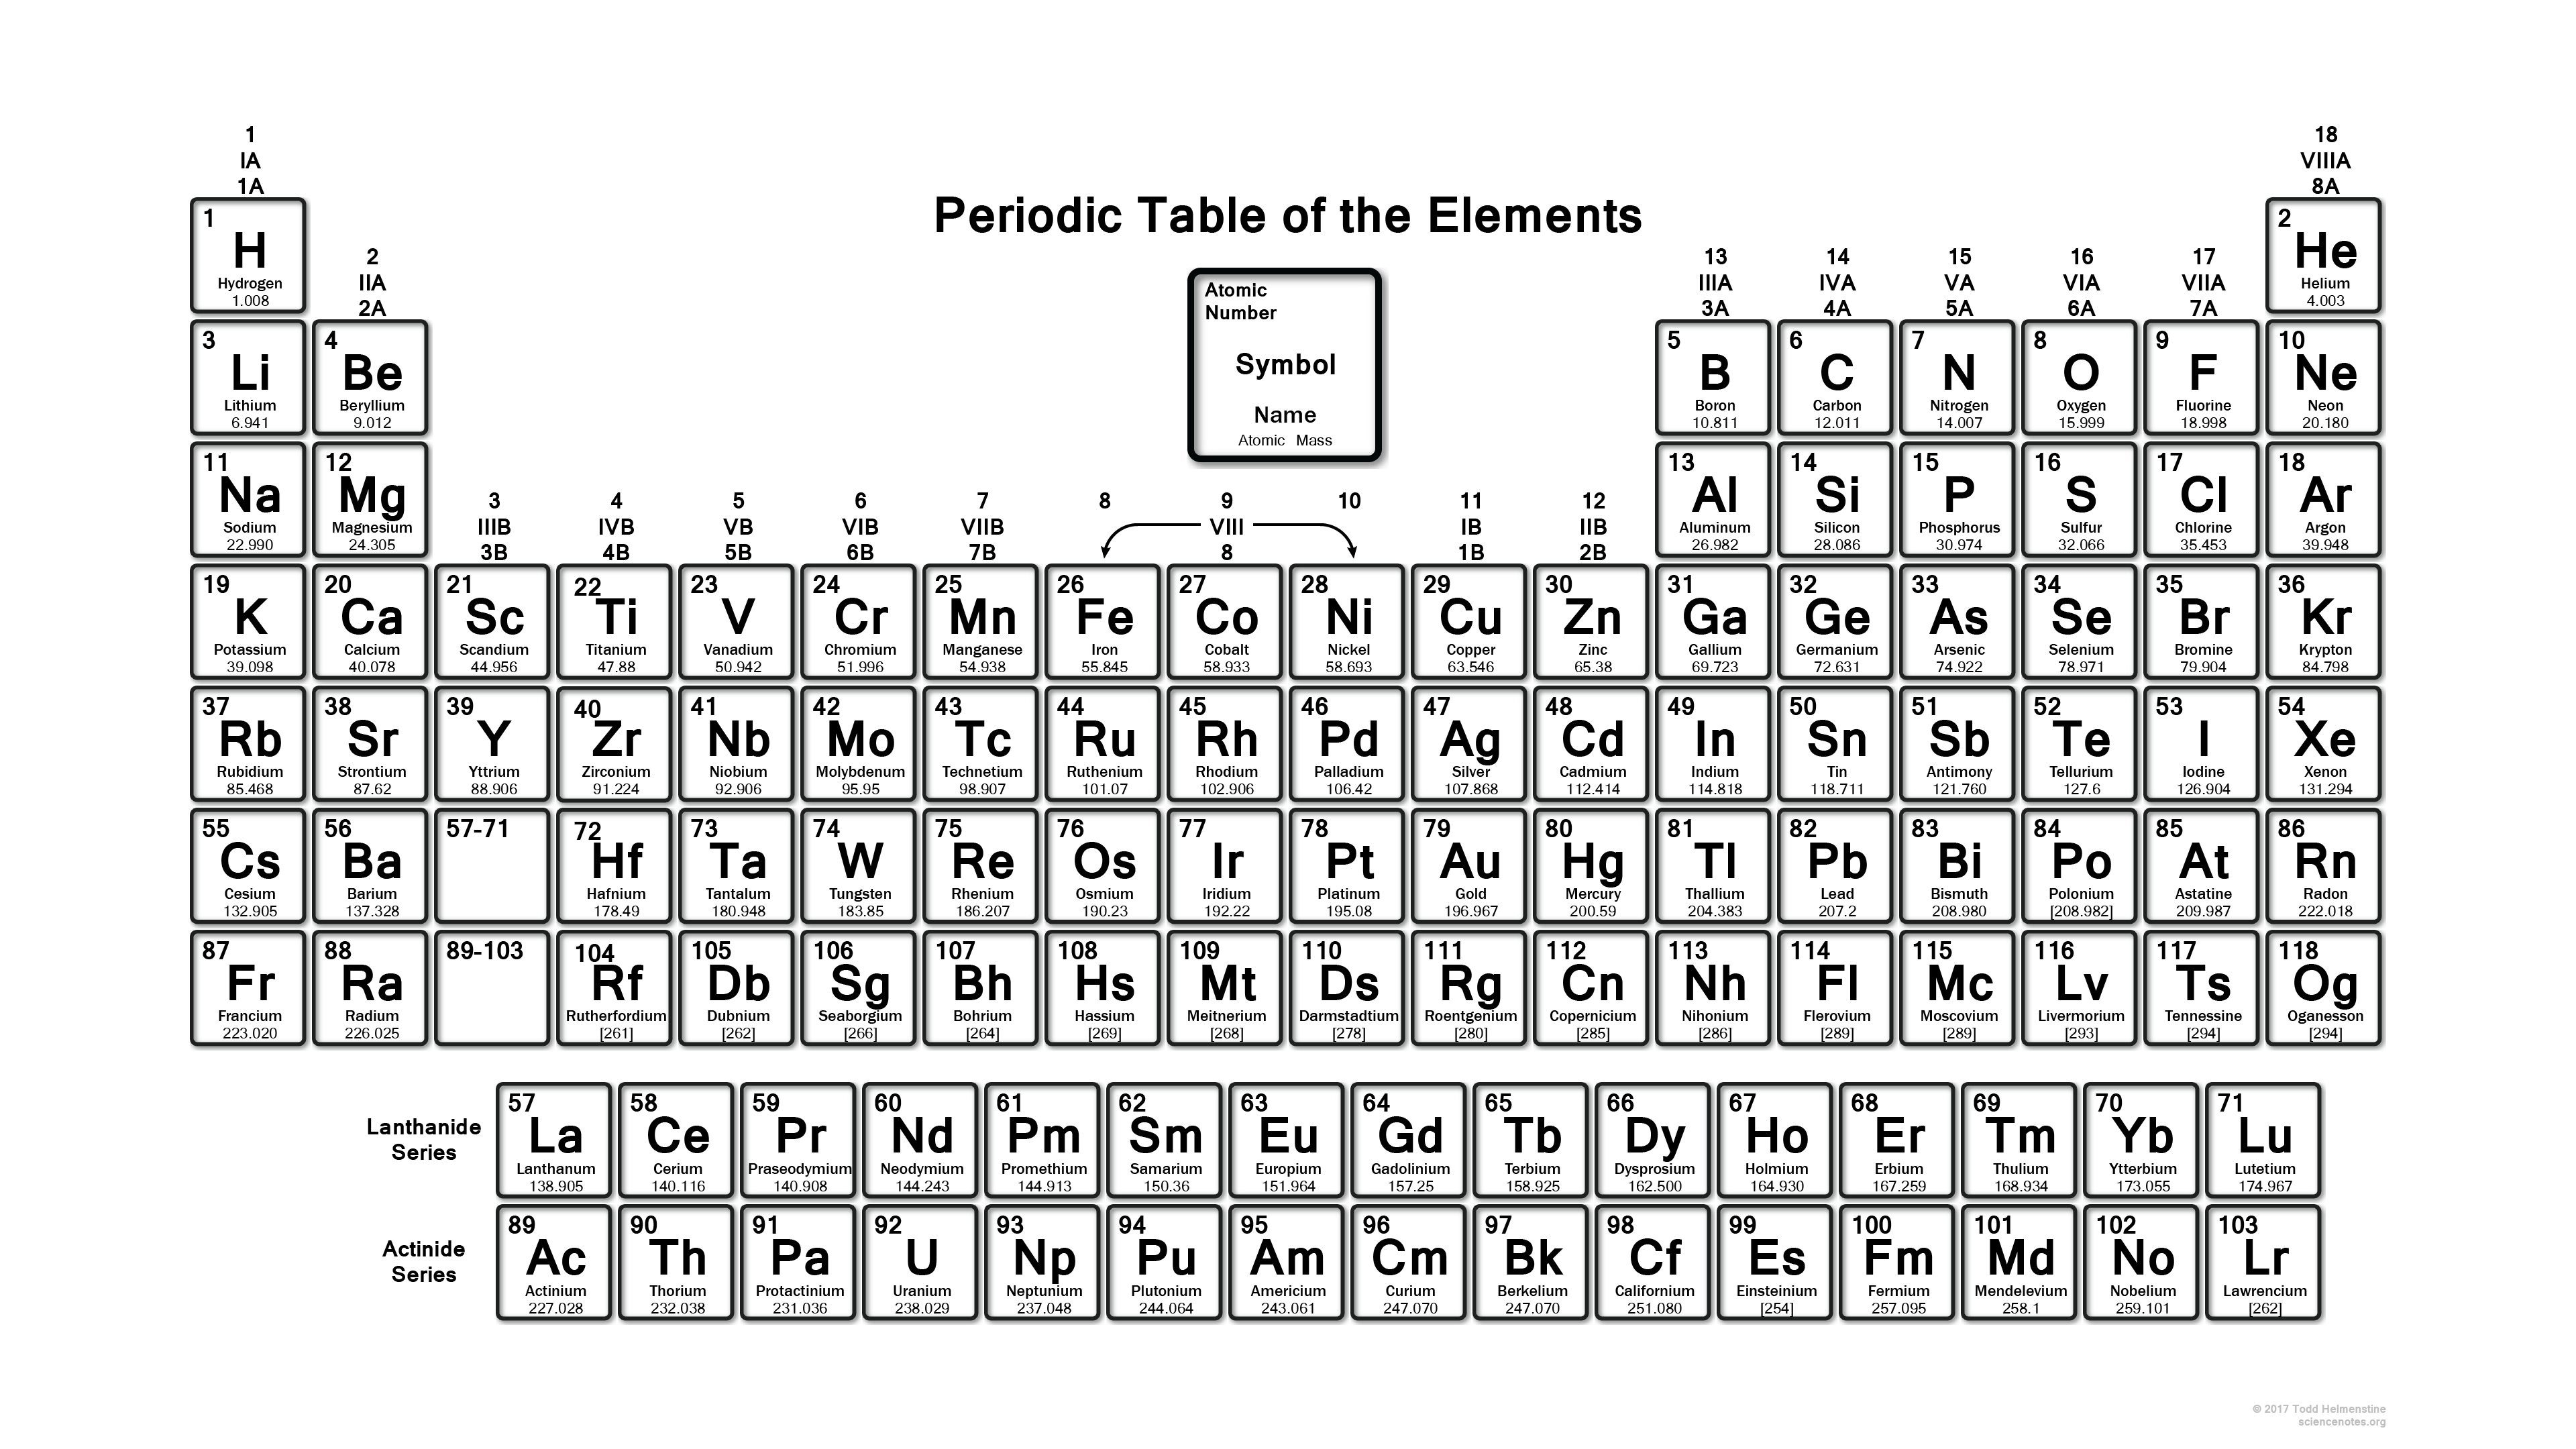 1
IA
1A
18
VIIIA
8A
Periodic Table of the Elements
1
H
Hydrogen
1.008
2
He
Helium
4.003
2
IIA
2A
13
IIIA
3A
14
IVA
4A
15
VA
5A
16
VIA
6A
17
VIIA
7A
Atomic
Number
Symbol
Name
Atomic Mass
3
Li
Lithium
6.941
4
Be
Beryllium
9.012
5
B
Boron
10.811
6
C
Carbon
12.011
7
N
Nitrogen
14.007
8
O
Oxygen
15.999
9
F
Fluorine
18.998
10
Ne
Neon
20.180
11
Na
Sodium
22.990
12
Mg
Magnesium
24.305
13
Al
Aluminum
26.982
14
Si
Silicon
28.086
15
P
Phosphorus
30.974
16
S
Sulfur
32.066
17
Cl
Chlorine
35.453
18
Ar
Argon
39.948
3
IIIB
3B
4
IVB
4B
5
VB
5B
6
VIB
6B
7
VIIB
7B
8
9
10
VIII
8
11
IB
1B
12
IIB
2B
19
K
Potassium
39.098
20
Ca
Calcium
40.078
21
Sc
Scandium
44.956
22
Ti
Titanium
47.88
23
V
Vanadium
50.942
24
Cr
Chromium
51.996
25
Mn
Manganese
54.938
26
Fe
Iron
55.845
27
Co
Cobalt
58.933
28
Ni
Nickel
58.693
29
Cu
Copper
63.546
30
Zn
Zinc
65.38
31
Ga
Gallium
69.723
32
Ge
Germanium
72.631
33
As
Arsenic
74.922
34
Se
Selenium
78.971
35
Br
Bromine
79.904
36
Kr
Krypton
84.798
37
Rb
Rubidium
85.468
38
Sr
Strontium
87.62
39
Y
Yttrium
88.906
40
Zr
Zirconium
91.224
41
Nb
Niobium
92.906
42
Mo
Molybdenum
95.95
43
Tc
Technetium
98.907
44
Ru
Ruthenium
101.07
45
Rh
Rhodium
102.906
46
Pd
Palladium
106.42
47
Ag
Silver
107.868
48
Cd
Cadmium
112.414
49
In
Indium
114.818
50
Sn
Tin
118.711
51
Sb
Antimony
121.760
52
Te
Tellurium
127.6
53
I
Iodine
126.904
54
Xe
Xenon
131.294
55
Cs
Cesium
132.905
56
Ba
Barium
137.328
57-71
72
Hf
Hafnium
178.49
73
Ta
Tantalum
180.948
74
W
Tungsten
183.85
75
Re
Rhenium
186.207
76
Os
Osmium
190.23
77
Ir
Iridium
192.22
78
Pt
Platinum
195.08
79
Au
Gold
196.967
80
Hg
Mercury
200.59
81
Tl
Thallium
204.383
82
Pb
Lead
207.2
83
Bi
Bismuth
208.980
84
Po
Polonium
[208.982]
85
At
Astatine
209.987
86
Rn
Radon
222.018
87
Fr
Francium
223.020
88
Ra
Radium
226.025
89-103
104
Rf
Rutherfordium
[261]
105
Db
Dubnium
[262]
106
Sg
Seaborgium
[266]
107
Bh
Bohrium
[264]
108
Hs
Hassium
[269]
109
Mt
Meitnerium
[268]
110
Ds
Darmstadtium
[278]
111
Rg
Roentgenium
[280]
112
Cn
Copernicium
[285]
113
Nh
Nihonium
[286]
114
Fl
Flerovium
[289]
115
Mc
Moscovium
[289]
116
Lv
Livermorium
[293]
117
Ts
Tennessine
[294]
118
Og
Oganesson
[294]
Lanthanide
Series
57
La
Lanthanum
138.905
58
Ce
Cerium
140.116
59
Pr
Praseodymium
140.908
60
Nd
Neodymium
144.243
61
Pm
Promethium
144.913
62
Sm
Samarium
150.36
63
Eu
Europium
151.964
64
Gd
Gadolinium
157.25
65
Tb
Terbium
158.925
66
Dy
Dysprosium
162.500
67
Ho
Holmium
164.930
68
Er
Erbium
167.259
69
Tm
Thulium
168.934
70
Yb
Ytterbium
173.055
71
Lu
Lutetium
174.967
Actinide
Series
89
Ac
Actinium
227.028
90
Th
Thorium
232.038
91
Pa
Protactinium
231.036
92
U
Uranium
238.029
93
Np
Neptunium
237.048
94
Pu
Plutonium
244.064
95
Am
Americium
243.061
96
Cm
Curium
247.070
97
Bk
Berkelium
247.070
98
Cf
Californium
251.080
99
Es
Einsteinium
[254]
100
Fm
Fermium
257.095
101
Md
Mendelevium
258.1
102
No
Nobelium
259.101
103
Lr
Lawrencium
[262]
© 2017 Todd Helmenstine
sciencenotes.org